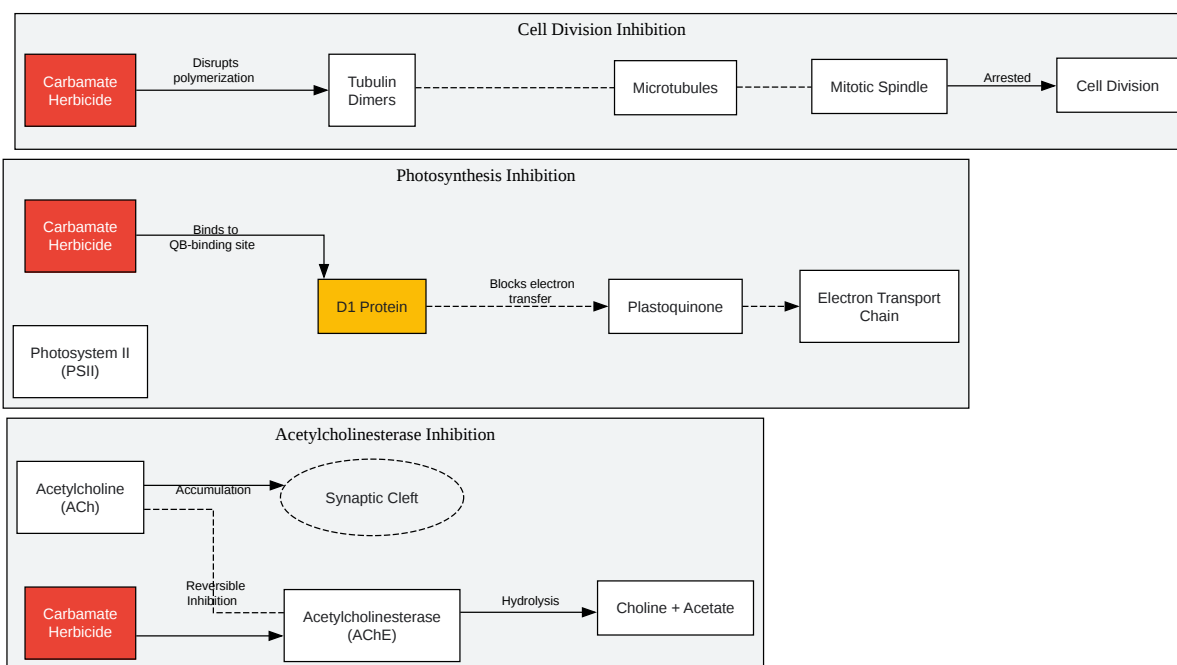 Cell Division Inhibition
Carbamate
Herbicide
Disrupts
polymerization
Tubulin
Dimers
Microtubules
Mitotic Spindle
Arrested
Cell Division
Photosynthesis Inhibition
Carbamate
Herbicide
Binds to
QB-binding site
D1 Protein
Blocks electron
transfer
Plastoquinone
Electron Transport
Chain
Photosystem II
(PSII)
Acetylcholinesterase Inhibition
Acetylcholine
(ACh)
Accumulation
Synaptic Cleft
Carbamate
Herbicide
Reversible
Inhibition
Acetylcholinesterase
(AChE)
Hydrolysis
Choline + Acetate